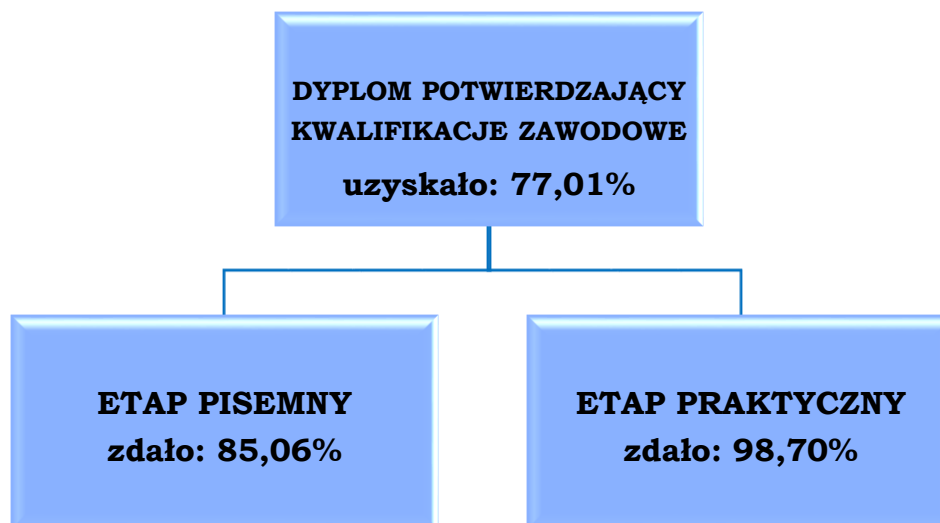 DYPLOM POTWIERDZAJĄCY
KWALIFIKACJE ZAWODOWE
uzyskało: 77,01%
ETAP PISEMNY
zdało: 85,06%
ETAP PRAKTYCZNY
zdało: 98,70%